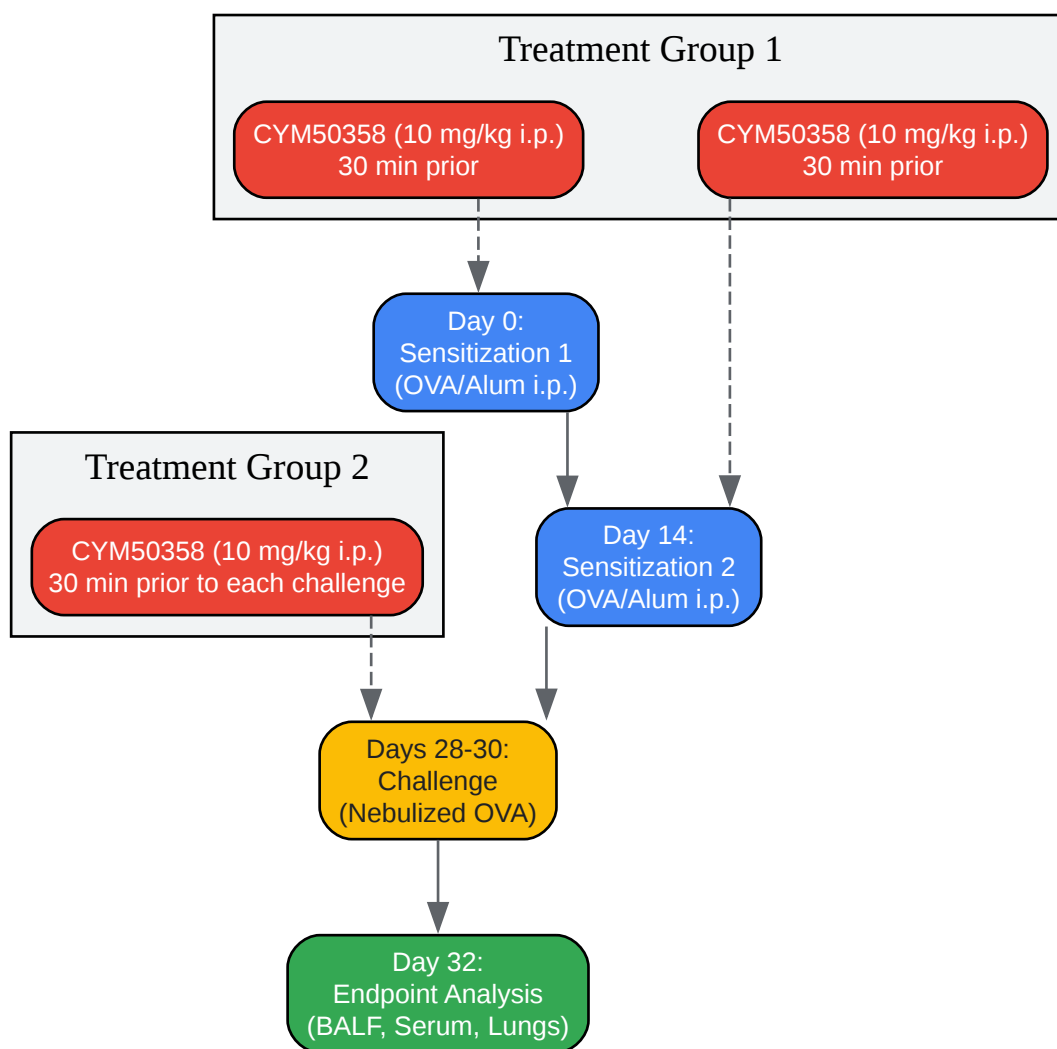 Treatment Group 1
CYM50358 (10 mg/kg i.p.)
30 min prior
CYM50358 (10 mg/kg i.p.)
30 min prior
Day 0:
Sensitization 1
(OVA/Alum i.p.)
Treatment Group 2
CYM50358 (10 mg/kg i.p.)
30 min prior to each challenge
Day 14:
Sensitization 2
(OVA/Alum i.p.)
Days 28-30:
Challenge
(Nebulized OVA)
Day 32:
Endpoint Analysis
(BALF, Serum, Lungs)